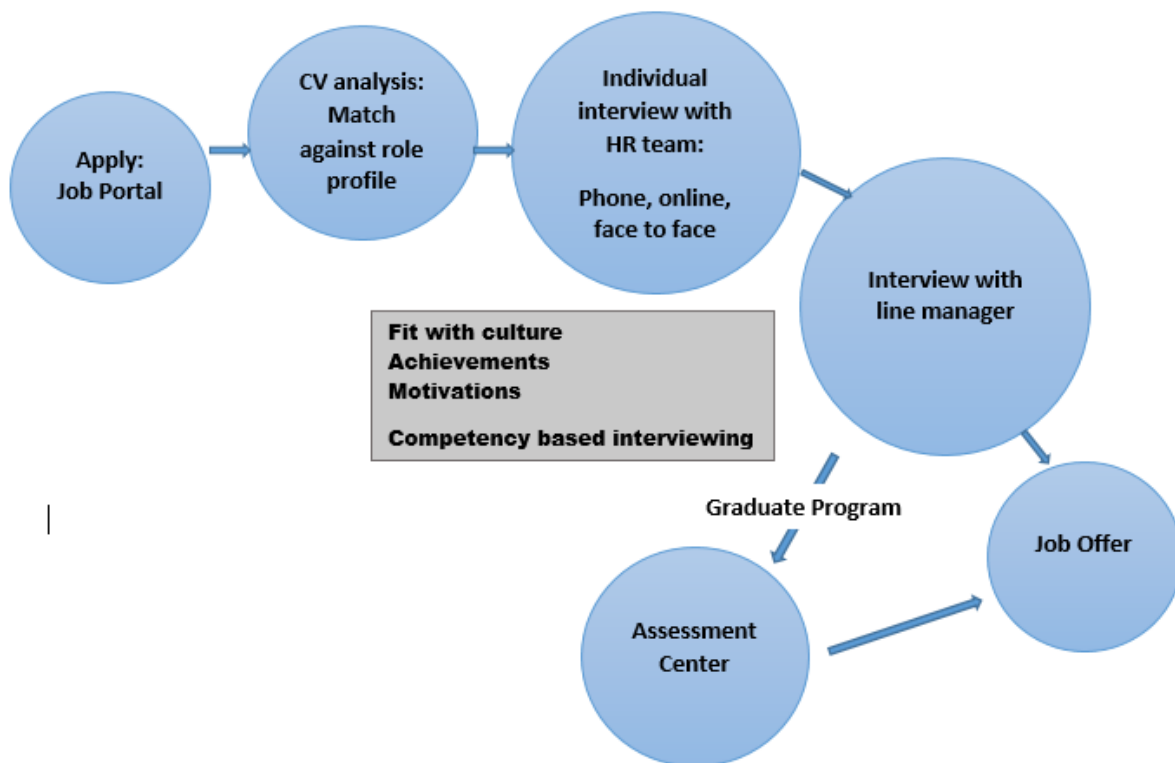 Apply:
Job Portal
CV analysis:
Match
against role
profile
Individual
interview with
HR team:
Phone, online,
face to face
Interview with
line manager
Fit with culture
Achievements
Motivations
Competency based interviewing
Graduate Program
Job Offer
Assessment
Center